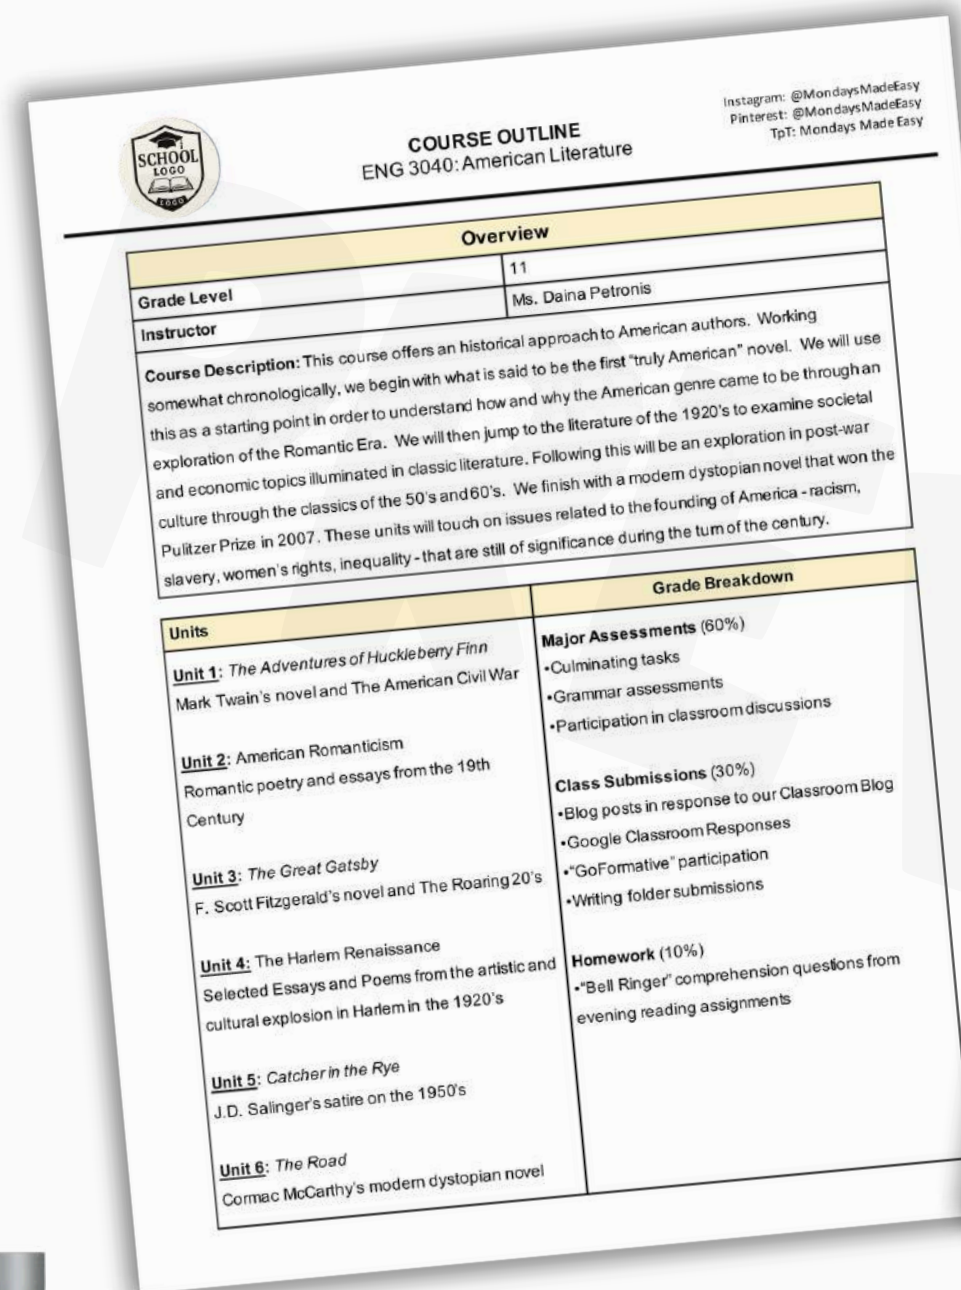 SCHOOL
LOGO
LOGO
COURSE OUTLINE
ENG 3040: American Literature
Instagram: @MondaysMadeEasy
Pinterest: @MondaysMadeEasy
TpT: Mondays Made Easy
Overview
Grade Level
11
Instructor
Ms. Daina Petronis
Course Description: This course offers an historical approach to American authors. Working
somewhat chronologically, we begin with what is said to be the first "truly American" novel. We will use
this as a starting point in order to understand how and why the American genre came to be through an
exploration of the Romantic Era. We will then jump to the literature of the 1920's to examine societal
and economic topics illuminated in classic literature. Following this will be an exploration in post-war
culture through the classics of the 50's and 60's. We finish with a modern dystopian novel that won the
Pulitzer Prize in 2007. These units will touch on issues related to the founding of America - racism,
slavery, women's rights, inequality - that are still of significance during the turn of the century.
Units
Unit 1: The Adventures of Huckleberry Finn
Mark Twain's novel and The American Civil War
Unit 2: American Romanticism
Romantic poetry and essays from the 19th
Century
Unit 3: The Great Gatsby
F. Scott Fitzgerald's novel and The Roaring 20's
Unit 4: The Harlem Renaissance
Selected Essays and Poems from the artistic and
cultural explosion in Harlem in the 1920's
Unit 5: Catcher in the Rye
J.D. Salinger's satire on the 1950's
Unit 6: The Road
Cormac McCarthy's modern dystopian novel
Grade Breakdown
Major Assessments (60%)
•Culminating tasks
•Grammar assessments
•Participation in classroom discussions
Class Submissions (30%)
•Blog posts in response to our Classroom Blog
•Google Classroom Responses
•"GoFormative" participation
•Writing folder submissions
Homework (10%)
•"Bell Ringer" comprehension questions from
evening reading assignments